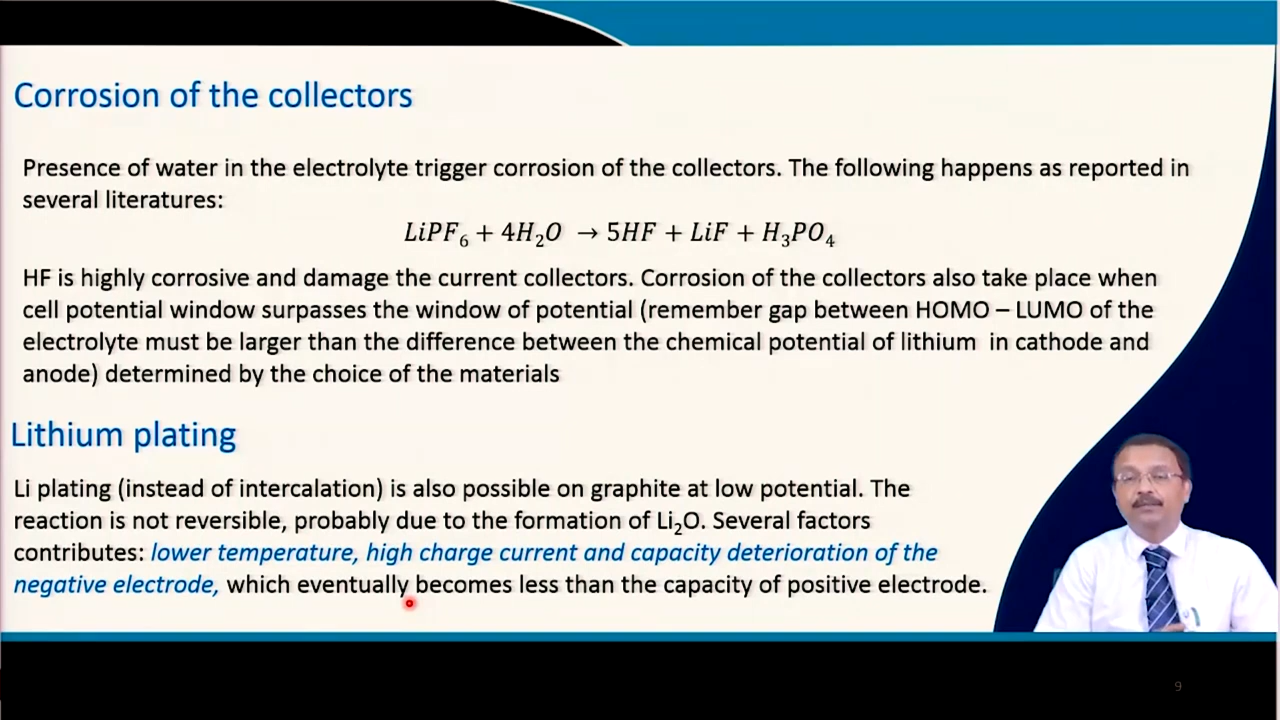 Corrosion of the collectors
Presence of water in the electrolyte trigger corrosion of the collectors. The following happens as reported in
several literatures:
LiPF₆ + 4H₂O → 5HF + LiF + H₃PO₄
HF is highly corrosive and damage the current collectors. Corrosion of the collectors also take place when
cell potential window surpasses the window of potential (remember gap between HOMO – LUMO of the
electrolyte must be larger than the difference between the chemical potential of lithium in cathode and
anode) determined by the choice of the materials
Lithium plating
Li plating (instead of intercalation) is also possible on graphite at low potential. The
reaction is not reversible, probably due to the formation of Li₂O. Several factors
contributes: lower temperature, high charge current and capacity deterioration of the
negative electrode, which eventually becomes less than the capacity of positive electrode.
9